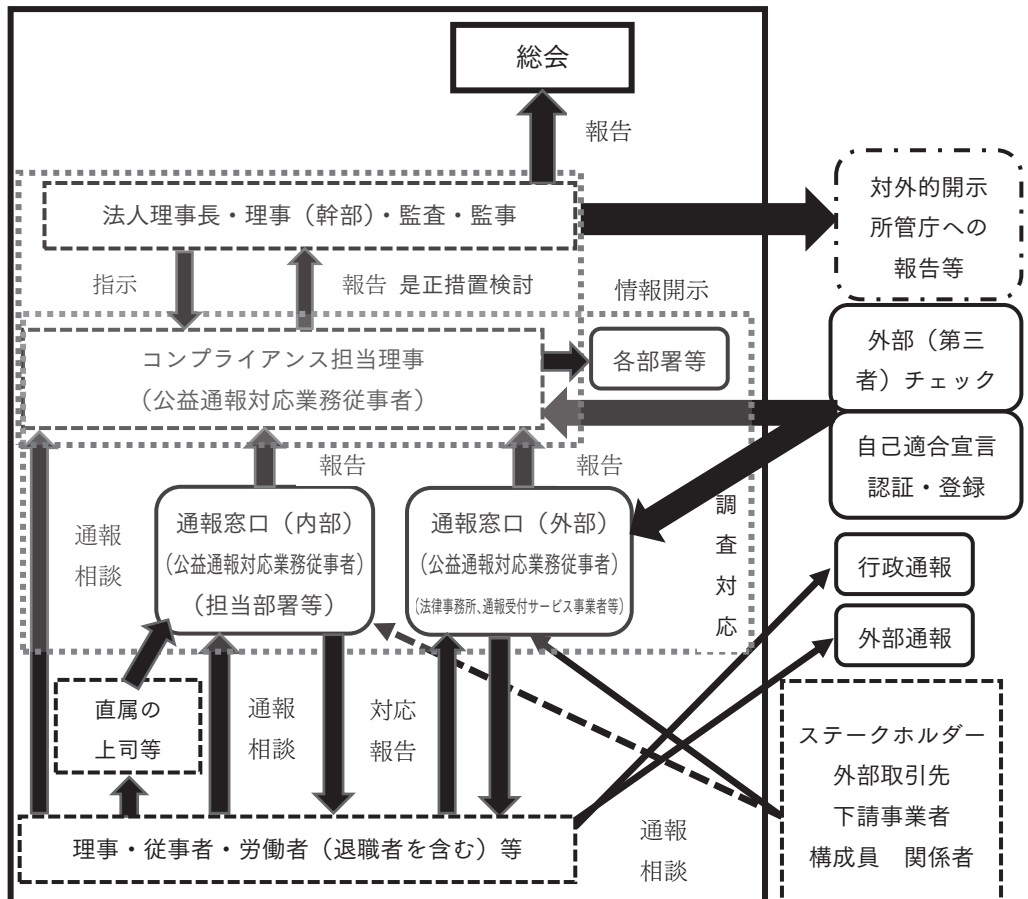 総会
報告
法人理事長・理事（幹部）・監査・監事
対外的開示
所管庁への
報告等
指示
報告 是正措置検討
情報開示
コンプライアンス担当理事
（公益通報対応業務従事者）
各部署等
外部（第三
者）チェック
自己適合宣言
認証・登録
報告
報告
通報
相談
通報窓口（内部）
（公益通報対応業務従事者）
（担当部署等）
通報窓口（外部）
（公益通報対応業務従事者）
（法律事務所、通報受付サービス事業者等）
調
査
対
応
行政通報
外部通報
直属の
上司等
通報
相談
対応
報告
ステークホルダー
外部取引先
下請事業者
構成員　関係者
理事・従事者・労働者（退職者を含む）等
通報
相談